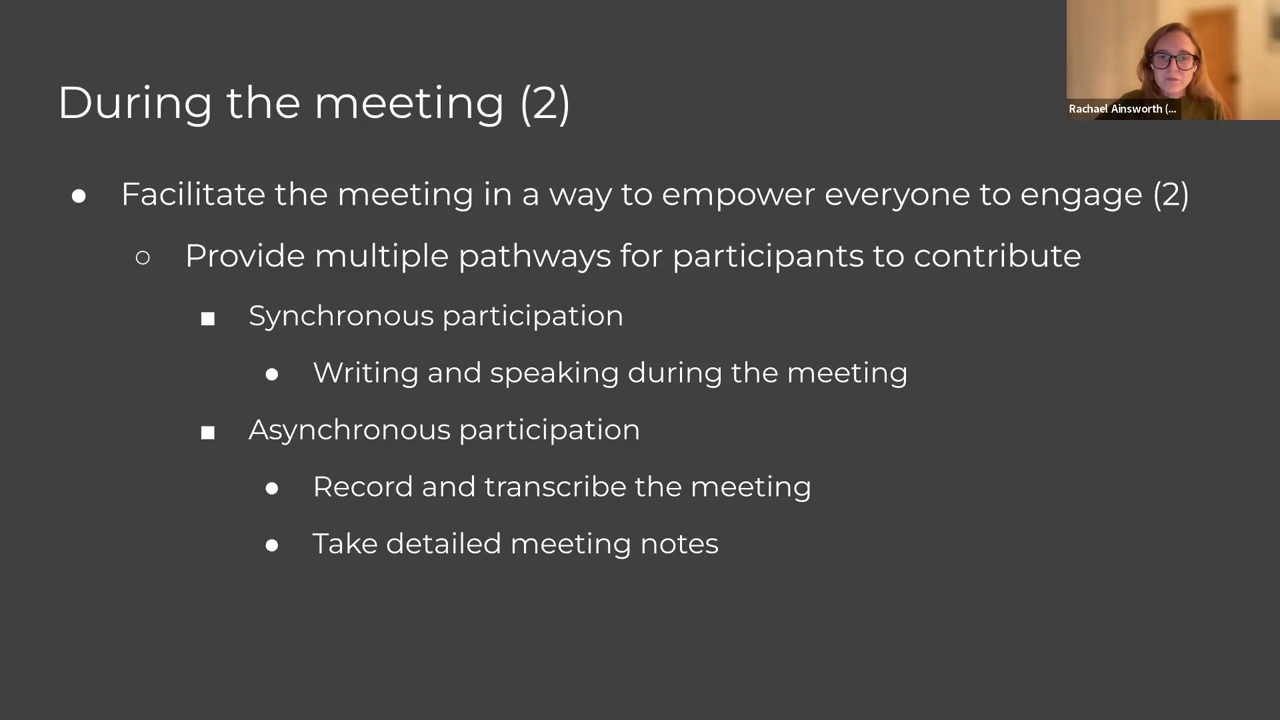 During the meeting (2)
Rachael Ainsworth (...
● Facilitate the meeting in a way to empower everyone to engage (2)
○ Provide multiple pathways for participants to contribute
■ Synchronous participation
● Writing and speaking during the meeting
■ Asynchronous participation
● Record and transcribe the meeting
● Take detailed meeting notes